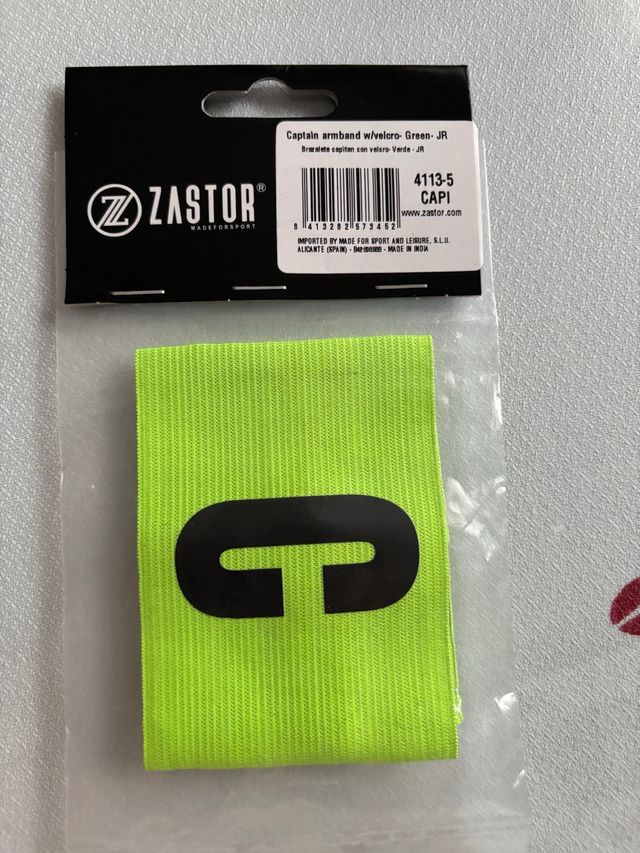 ZASTOR®
MADEFORSPORT
Captain armband w/velcro- Green- JR
Brazalete capitan con velcro- Verde - JR
4113-5
CAPI
www.zastor.com
8 413282 573452
IMPORTED BY MADE FOR SPORT AND LEISURE, S.L.U.
ALICANTE (SPAIN) - B42698588 - MADE IN INDIA
C